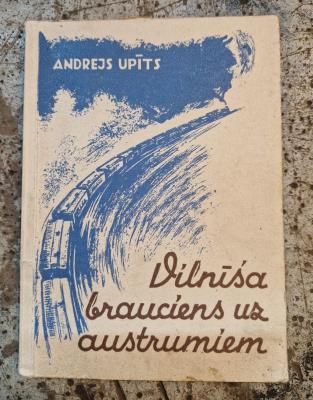 ANDREJS UPĪTS
Vilnīša
brauciens uz
austrumiem